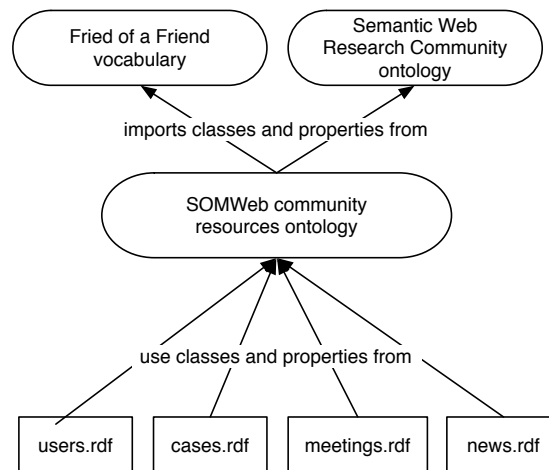 Fried of a Friend
vocabulary
Semantic Web
Research Community
ontology
imports classes and properties from
SOMWeb community
resources ontology
use classes and properties from
users.rdf
cases.rdf
meetings.rdf
news.rdf